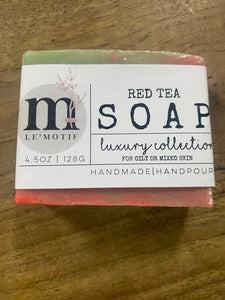 m
LE'MOTIF
4.5OZ | 128G
RED TEA
SOAP
luxury collection
FOR OILY OR MIXED SKIN
HANDMADE|HANDPOUR